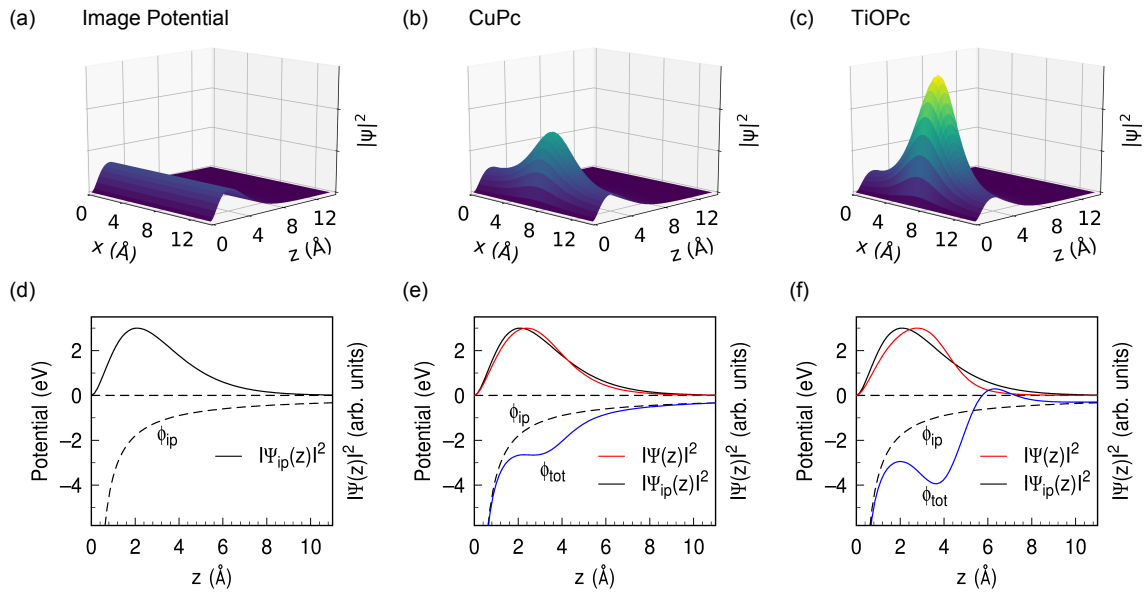 (a) Image Potential
(b) CuPc
(c) TiOPc
|ψ|²
0 4 8 12
x (Å)
0 4 8 12
z (Å)
|ψ|²
0 4 8 12
x (Å)
0 4 8 12
z (Å)
|ψ|²
0 4 8 12
x (Å)
0 4 8 12
z (Å)
(d)
Potential (eV)
2
0
−2
−4
ϕip
|Ψip(z)|²
|Ψ(z)|² (arb. units)
0 2 4 6 8 10
z (Å)
(e)
Potential (eV)
2
0
−2
−4
ϕip
ϕtot
|Ψ(z)|²
|Ψip(z)|²
|Ψ(z)|² (arb. units)
0 2 4 6 8 10
z (Å)
(f)
Potential (eV)
2
0
−2
−4
ϕip
ϕtot
|Ψ(z)|²
|Ψip(z)|²
|Ψ(z)|² (arb. units)
0 2 4 6 8 10
z (Å)